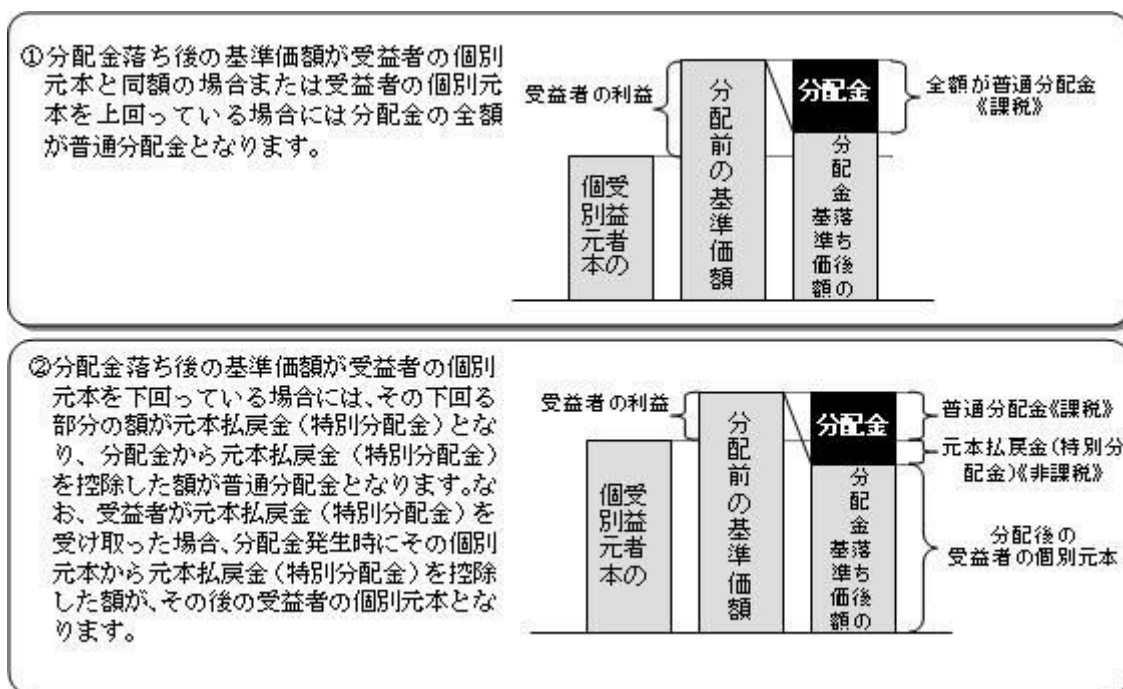 ①分配金落ち後の基準価額が受益者の個別
元本と同額の場合または受益者の個別元
本を上回っている場合には分配金の全額
が普通分配金となります。
受益者の利益
個別元本
受益者の
分配前の基準価額
分配金
分配金落ち後の
基準価額
全額が普通分配金
《課税》
②分配金落ち後の基準価額が受益者の個別
元本を下回っている場合には、その下回る
部分の額が元本払戻金(特別分配金)とな
り、分配金から元本払戻金(特別分配金)
を控除した額が普通分配金となります。な
お、受益者が元本払戻金(特別分配金)を
受け取った場合、分配金発生時にその個別
元本から元本払戻金(特別分配金)を控除
した額が、その後の受益者の個別元本とな
ります。
受益者の利益
受益者の
個別元本
分配前の基準価額
分配金
分配金落ち後の
基準価額
普通分配金《課税》
元本払戻金(特別分
配金)《非課税》
分配後の
受益者の個別元本